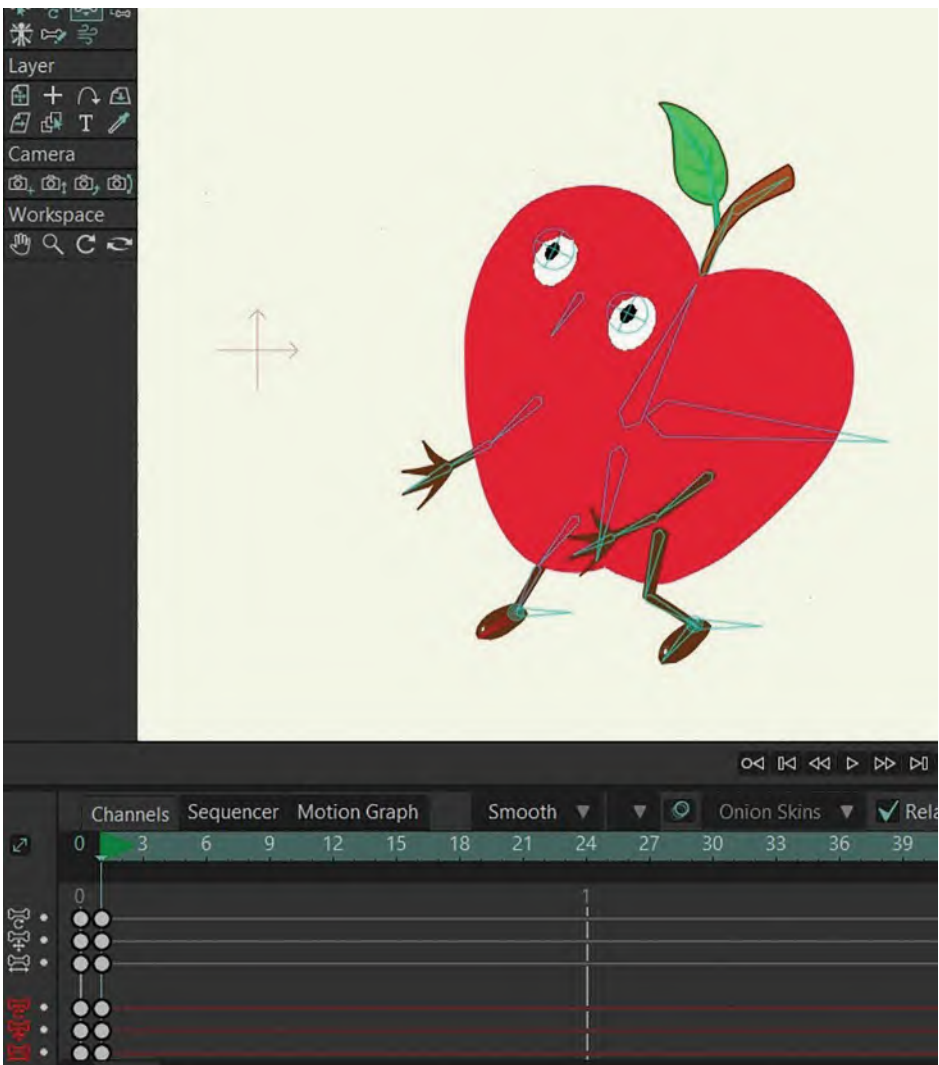 Layer
T
Camera
Workspace
Channels Sequencer Motion Graph Smooth Onion Skins Rela
0 3 6 9 12 15 18 21 24 27 30 33 36 39
0 1